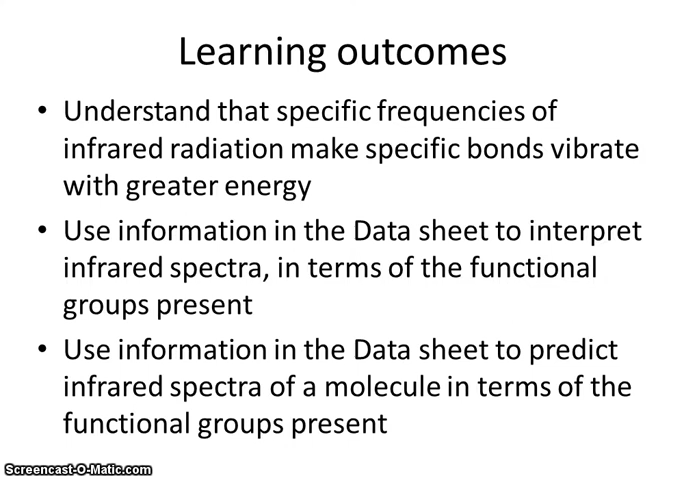 Learning outcomes
• Understand that specific frequencies of
infrared radiation make specific bonds vibrate
with greater energy
• Use information in the Data sheet to interpret
infrared spectra, in terms of the functional
groups present
• Use information in the Data sheet to predict
infrared spectra of a molecule in terms of the
functional groups present
Screencast-O-Matic.com